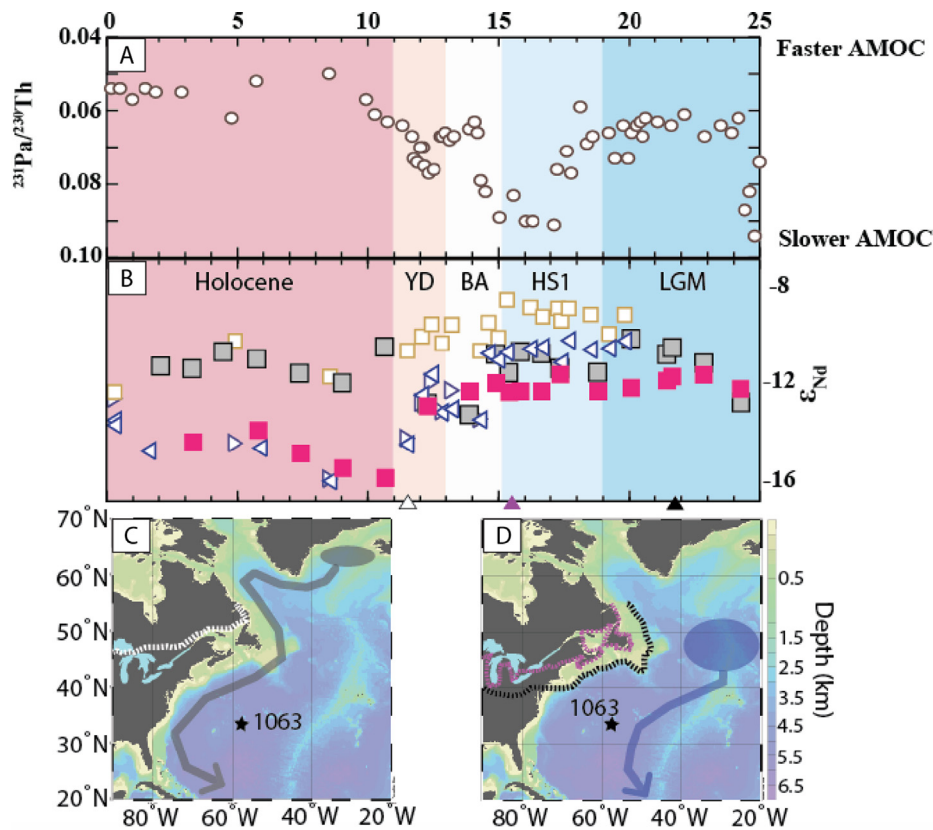 0 5 10 15 20 25
0.04 A Faster AMOC
0.06
0.08
0.10 Slower AMOC
²³¹Pa/²³⁰Th
B Holocene YD BA HS1 LGM -8
-12
-16
εNd
70°N C D
60°N
50°N
40°N
30°N
20°N
1063 1063
80°W 60°W 40°W 20°W 80°W 60°W 40°W 20°W
0.5
1.5
2.5
3.5
4.5
5.5
6.5
Depth (km)